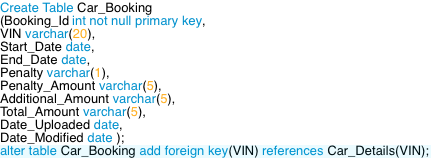 Create Table Car_Booking
(Booking_Id int not null primary key,
VIN varchar(20),
Start_Date date,
End_Date date,
Penalty varchar(1),
Penalty_Amount varchar(5),
Additional_Amount varchar(5),
Total_Amount varchar(5),
Date_Uploaded date,
Date_Modified date );
alter table Car_Booking add foreign key(VIN) references Car_Details(VIN);